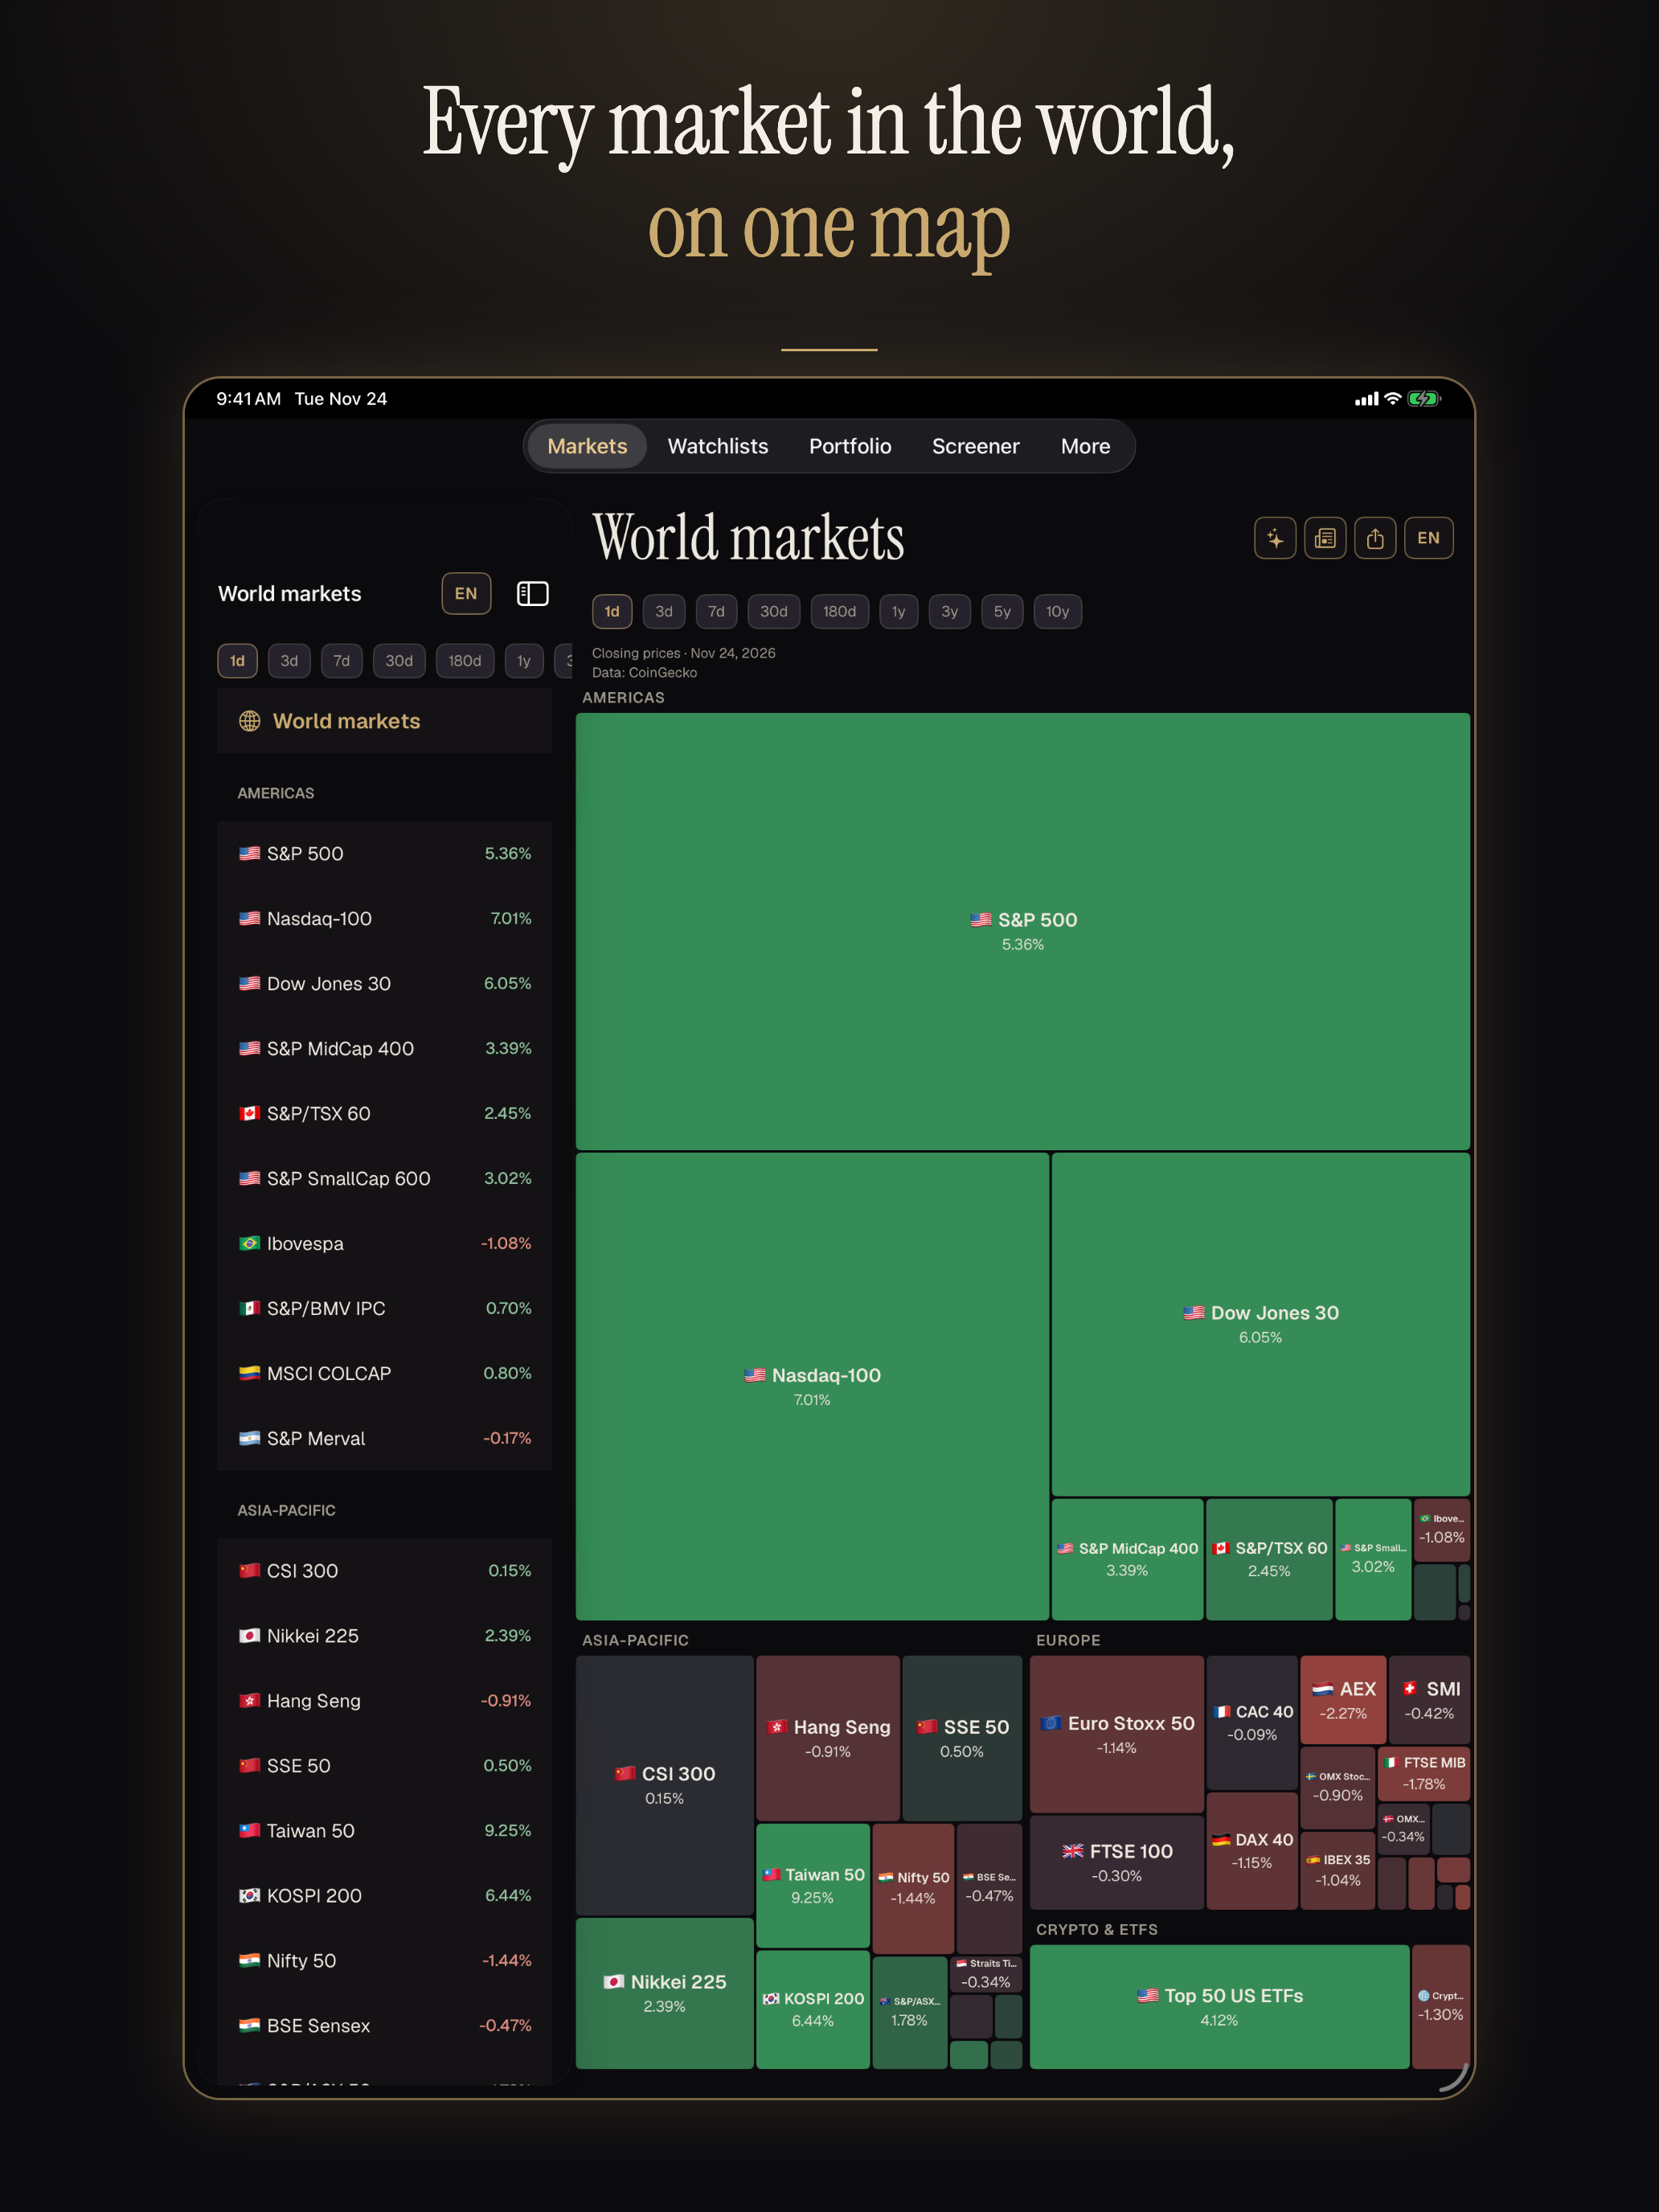 Every market in the world,
on one map
9:41 AM Tue Nov 24
Markets Watchlists Portfolio Screener More
World markets
EN
1d 3d 7d 30d 180d 1y
World markets
AMERICAS
S&P 500 5.36%
Nasdaq-100 7.01%
Dow Jones 30 6.05%
S&P MidCap 400 3.39%
S&P/TSX 60 2.45%
S&P SmallCap 600 3.02%
Ibovespa -1.08%
S&P/BMV IPC 0.70%
MSCI COLCAP 0.80%
S&P Merval -0.17%
ASIA-PACIFIC
CSI 300 0.15%
Nikkei 225 2.39%
Hang Seng -0.91%
SSE 50 0.50%
Taiwan 50 9.25%
KOSPI 200 6.44%
Nifty 50 -1.44%
BSE Sensex -0.47%
World markets
EN
1d 3d 7d 30d 180d 1y 3y 5y 10y
Closing prices · Nov 24, 2026
Data: CoinGecko
AMERICAS
S&P 500
5.36%
Nasdaq-100
7.01%
Dow Jones 30
6.05%
S&P MidCap 400
3.39%
S&P/TSX 60
2.45%
S&P Small...
3.02%
Ibove...
-1.08%
ASIA-PACIFIC
CSI 300
0.15%
Hang Seng
-0.91%
SSE 50
0.50%
Taiwan 50
9.25%
Nifty 50
-1.44%
BSE Se...
-0.47%
Nikkei 225
2.39%
KOSPI 200
6.44%
S&P/ASX...
1.78%
Straits Ti...
-0.34%
EUROPE
Euro Stoxx 50
-1.14%
CAC 40
-0.09%
AEX
-2.27%
SMI
-0.42%
FTSE 100
-0.30%
DAX 40
-1.15%
OMX Stoc...
-0.90%
FTSE MIB
-1.78%
OMX...
-0.34%
IBEX 35
-1.04%
CRYPTO & ETFS
Top 50 US ETFs
4.12%
Crypt...
-1.30%